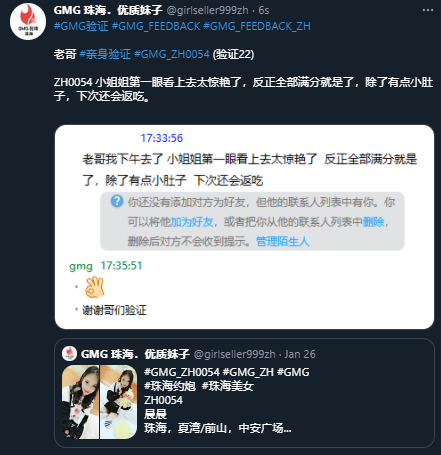 GMG 珠海．优质妹子 @girlseller999zh · 6s
#GMG验证 #GMG_FEEDBACK #GMG_FEEDBACK_ZH
老哥 #亲身验证 #GMG_ZH0054 (验证22)
ZH0054 小姐姐第一眼看上去太惊艳了，反正全部满分就是了，除了有点小肚
子，下次还会返吃。
17:33:56
老哥我下午去了 小姐姐第一眼看上去太惊艳了 反正全部满分就是
了，除了有点小肚子 下次还会返吃
你还没有添加对方为好友，但他的联系人列表中有你。你
可以将他加为好友，或者把你从他的联系人列表中删除，
删除后对方不会收到提示。管理陌生人
gmg 17:35:51
谢谢哥们验证
GMG 珠海．优质妹子 @girlseller999zh · Jan 26
#GMG_ZH0054 #GMG_ZH #GMG
#珠海约炮 #珠海美女
ZH0054
晨晨
珠海，夏湾/前山，中安广场...